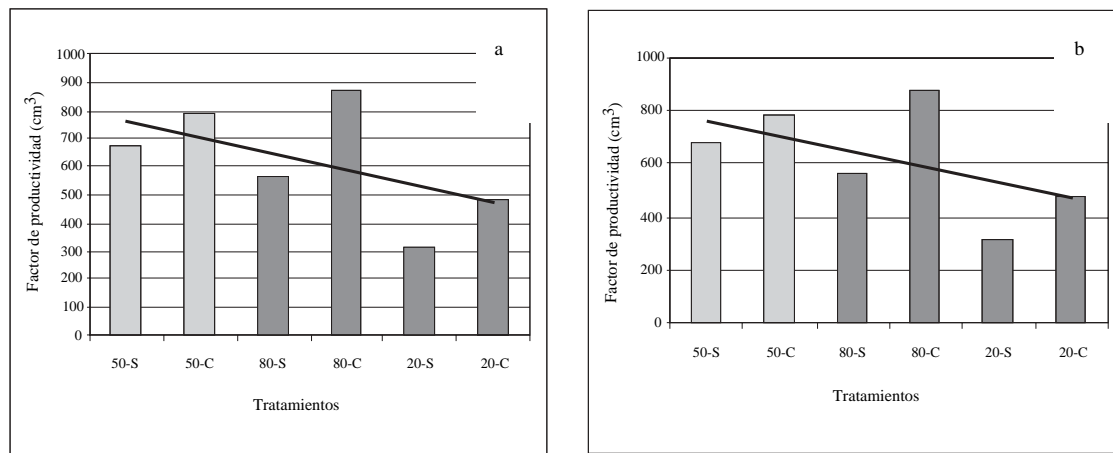 a
1000
900
800
700
600
500
400
300
200
100
0
Factor de productividad (cm³)
50-S 50-C 80-S 80-C 20-S 20-C
Tratamientos
b
1000
800
600
400
200
0
Factor de productividad (cm³)
50-S 50-C 80-S 80-C 20-S 20-C
Tratamientos